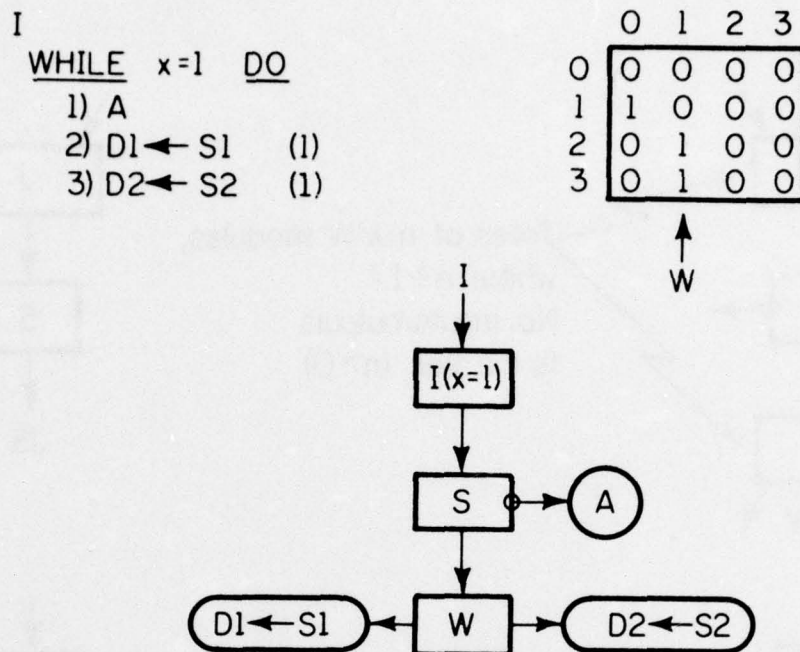 I
WHILE x=1 DO
1) A
2) D1 ← S1 (1)
3) D2 ← S2 (1)
0 1 2 3
0 0 0 0 0
1 1 0 0 0
2 0 1 0 0
3 0 1 0 0
W
I
I(x=1)
S
A
D1←S1
W
D2←S2